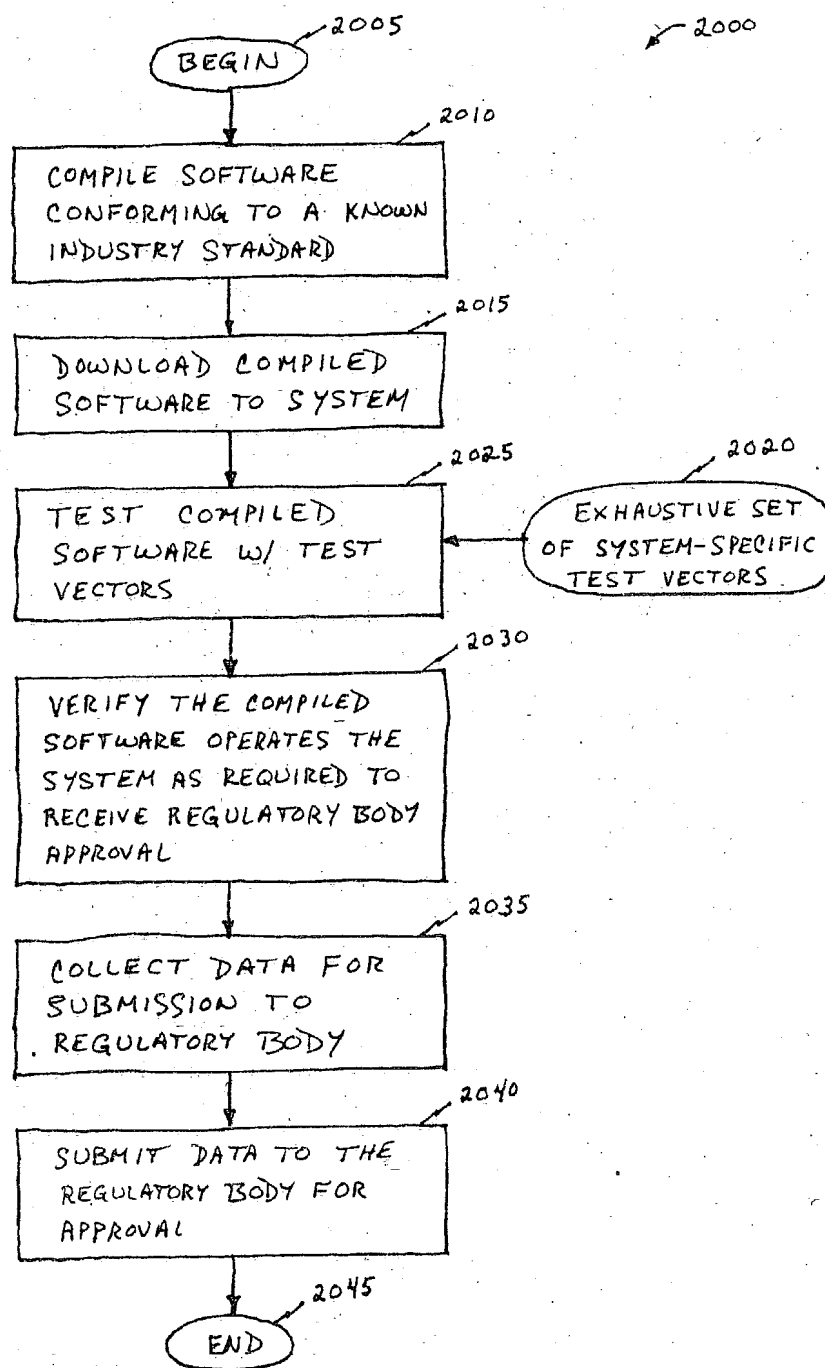 2005
2000
BEGIN
2010
COMPILE SOFTWARE
CONFORMING TO A KNOWN
INDUSTRY STANDARD
2015
DOWNLOAD COMPILED
SOFTWARE TO SYSTEM
2025
2020
TEST COMPILED
SOFTWARE W/ TEST
VECTORS
EXHAUSTIVE SET
OF SYSTEM-SPECIFIC
TEST VECTORS
2030
VERIFY THE COMPILED
SOFTWARE OPERATES THE
SYSTEM AS REQUIRED TO
RECEIVE REGULATORY BODY
APPROVAL
2035
COLLECT DATA FOR
SUBMISSION TO
REGULATORY BODY
2040
SUBMIT DATA TO THE
REGULATORY BODY FOR
APPROVAL
2045
END